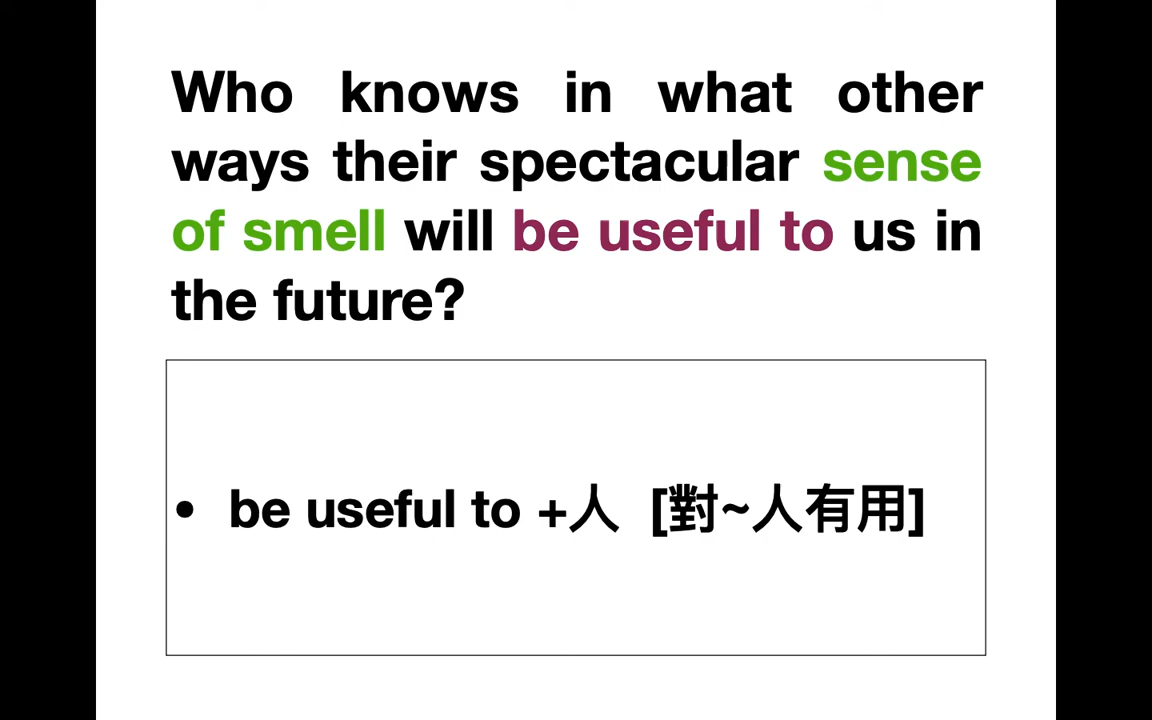 Who knows in what other
ways their spectacular sense
of smell will be useful to us in
the future?
• be useful to +人 [對~人有用]